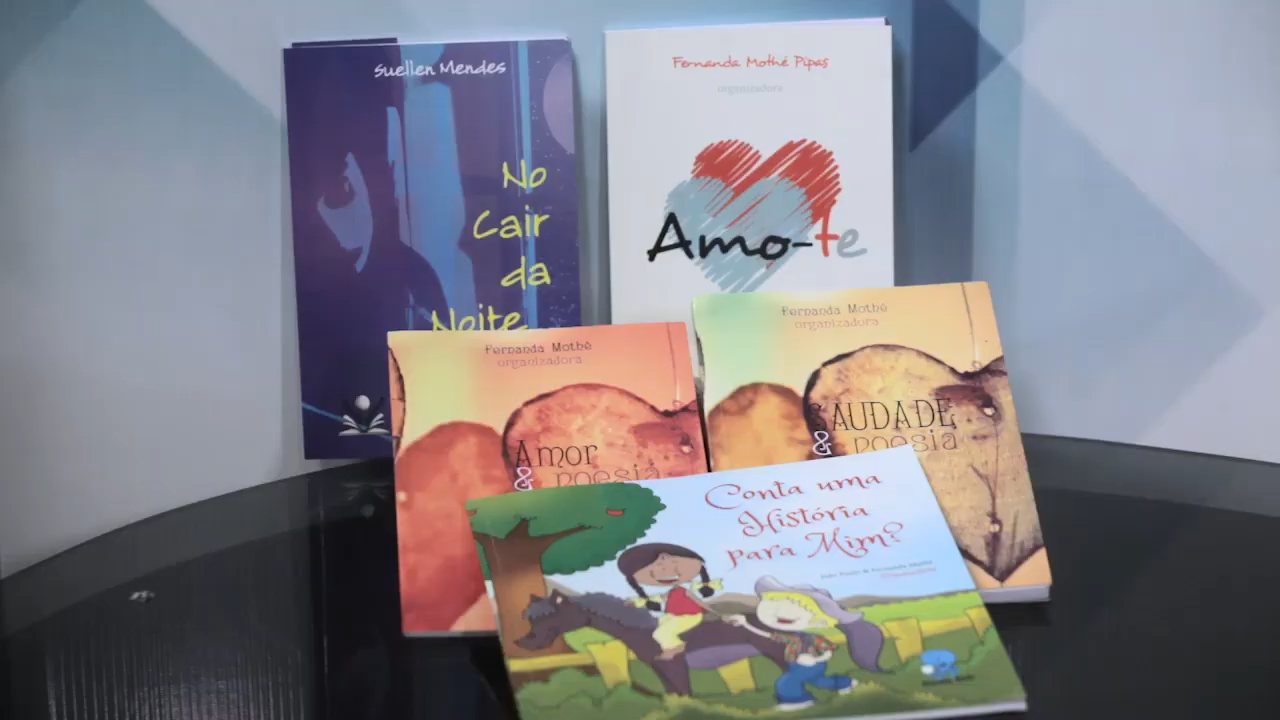 Suellen Mendes
No
Cair
da
Noite
Fernanda Mothé Pipas
organizadora
Amo-te
Fernanda Mothé
organizadora
Amor
& poesia
Fernanda Mothé
organizadora
SAUDADE
& poesia
Conta uma
História
para Mim?